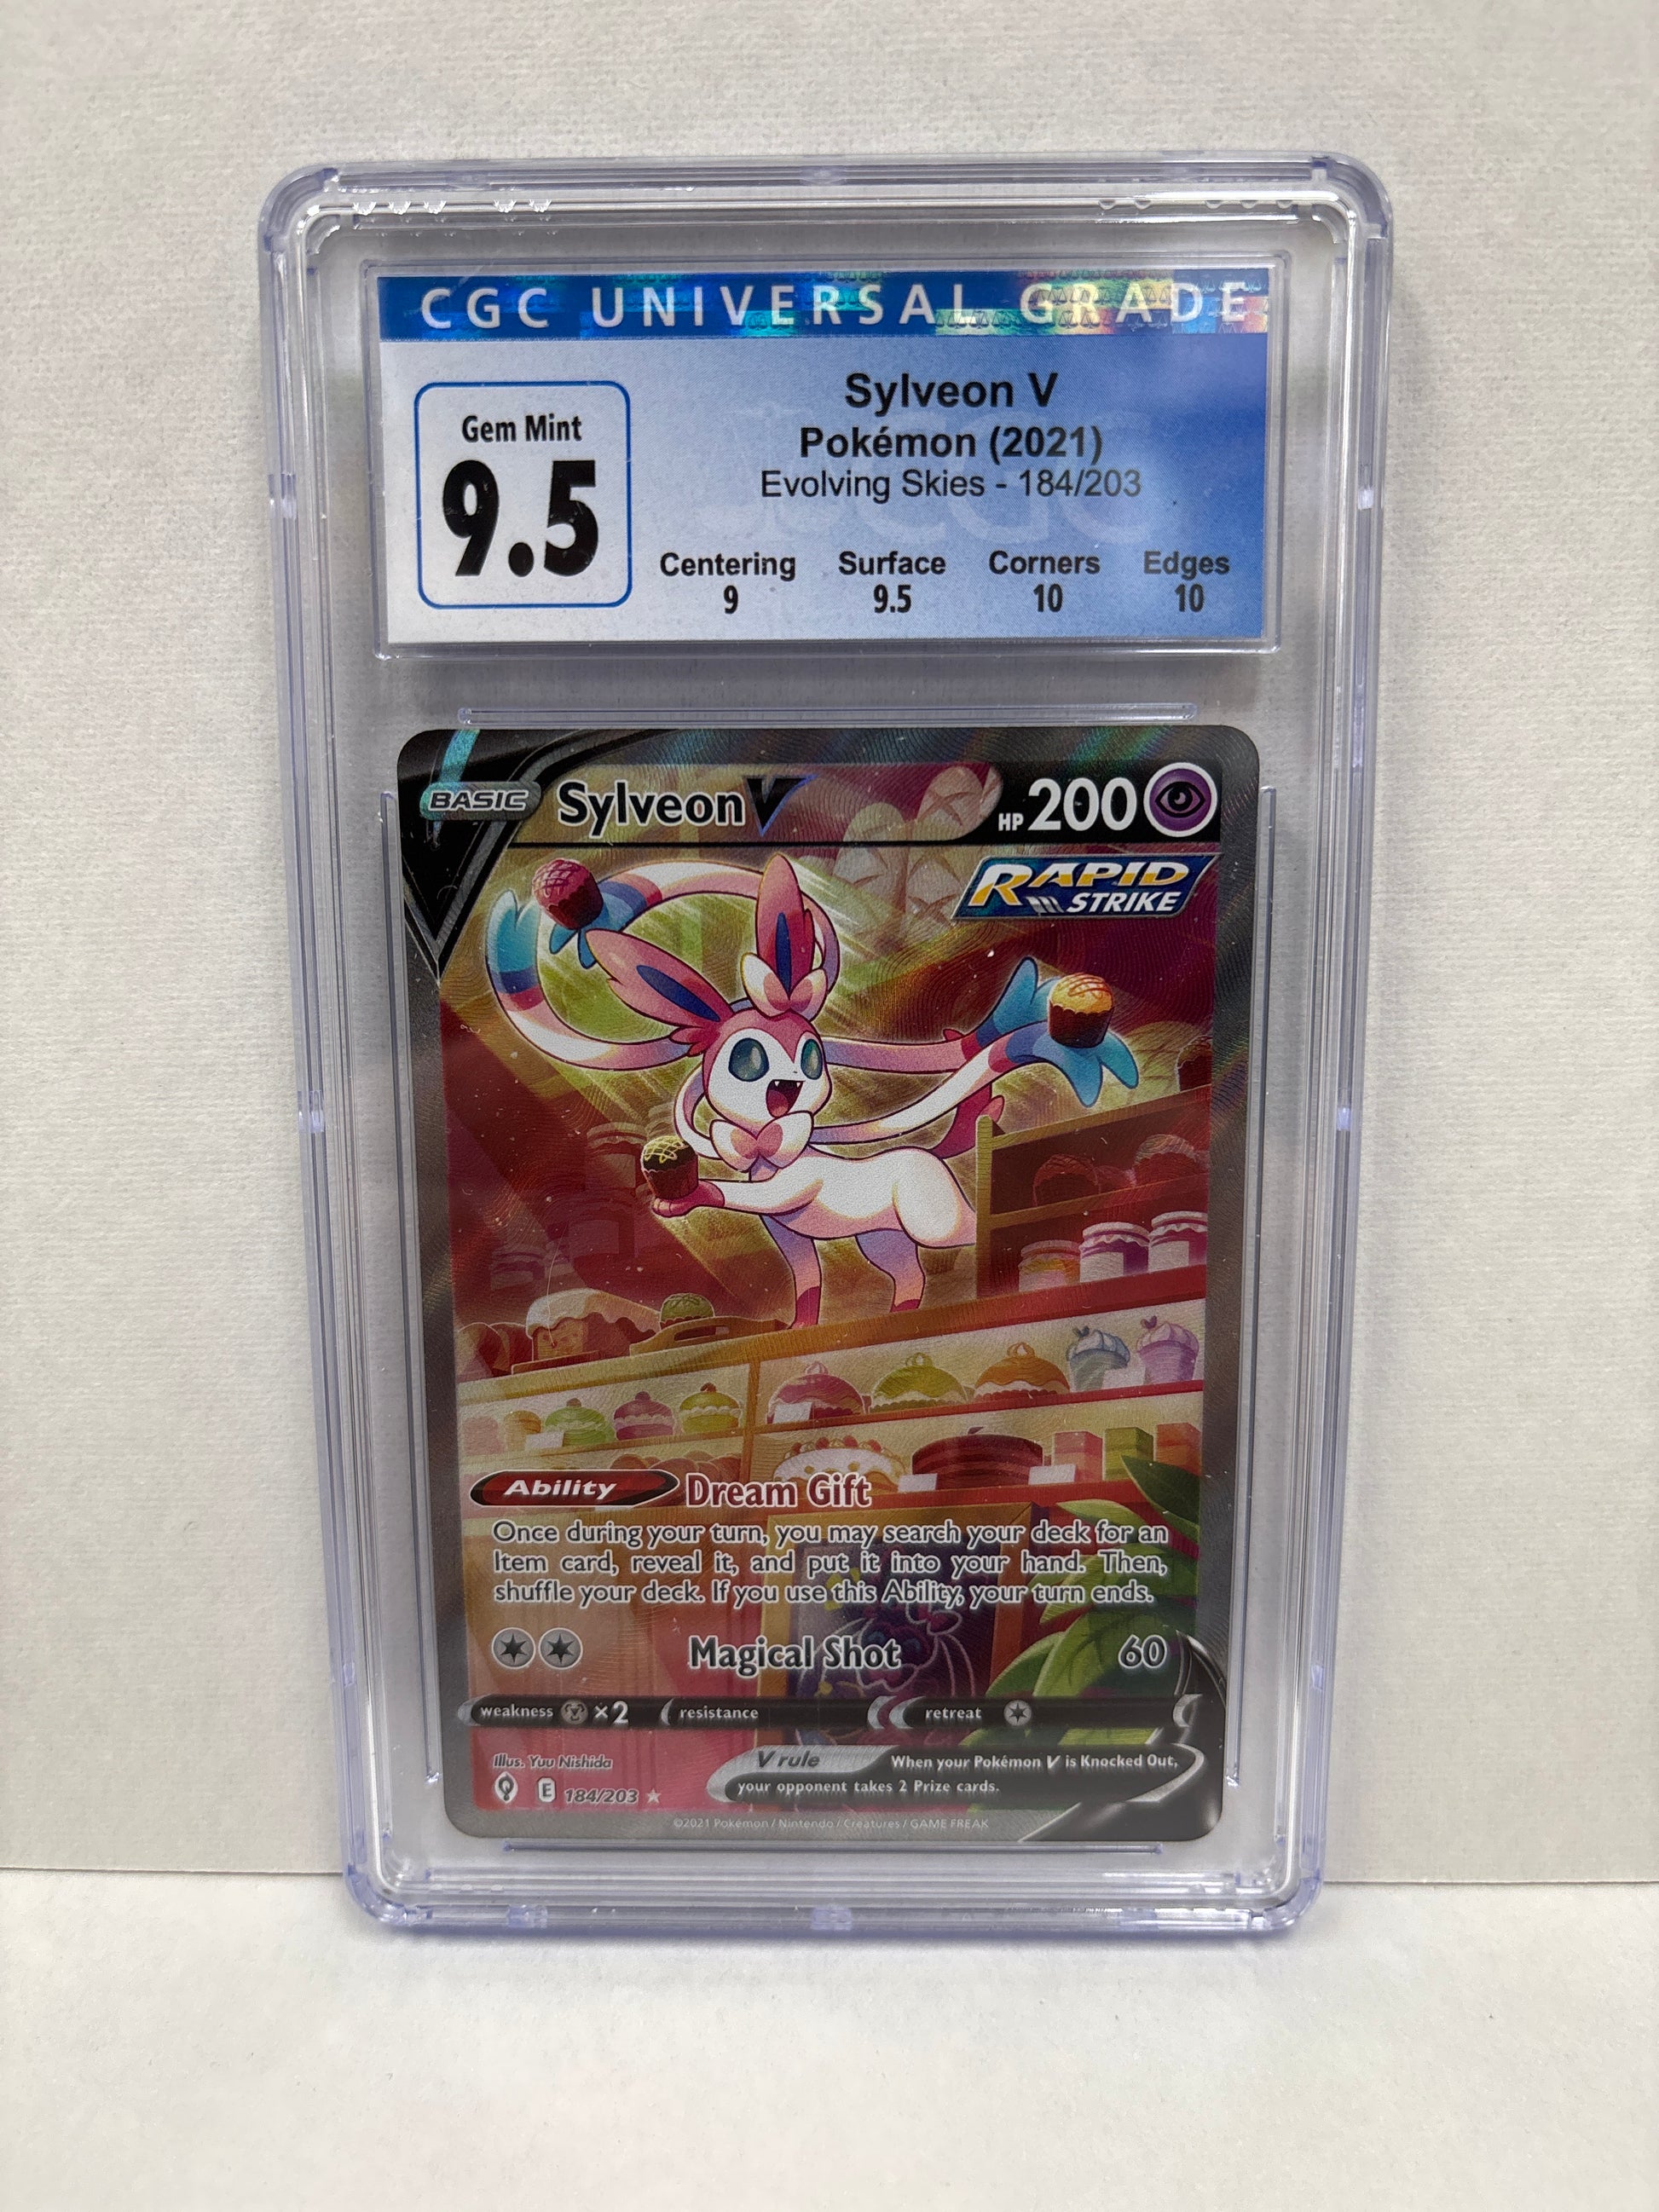 CGC UNIVERSAL GRADE
Gem Mint
9.5
Sylveon V
Pokémon (2021)
Evolving Skies - 184/203
Centering Surface Corners Edges
9 9.5 10 10
BASIC Sylveon V HP 200
RAPID STRIKE
Ability Dream Gift
Once during your turn, you may search your deck for an
Item card, reveal it, and put it into your hand. Then,
shuffle your deck. If you use this Ability, your turn ends.
Magical Shot 60
weakness ×2 resistance retreat
Illus. Yuu Nishida
V rule When your Pokémon V is Knocked Out,
your opponent takes 2 Prize cards.
E 184/203 ★
©2021 Pokémon / Nintendo / Creatures / GAME FREAK